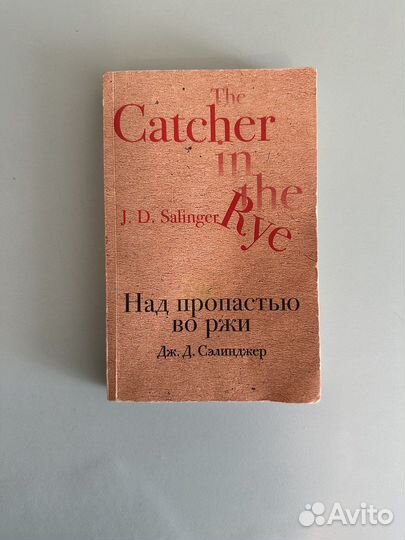 The
Catcher
in
the
J. D. Salinger Rye
Над пропастью
во ржи
Дж. Д. Сэлинджер
Avito